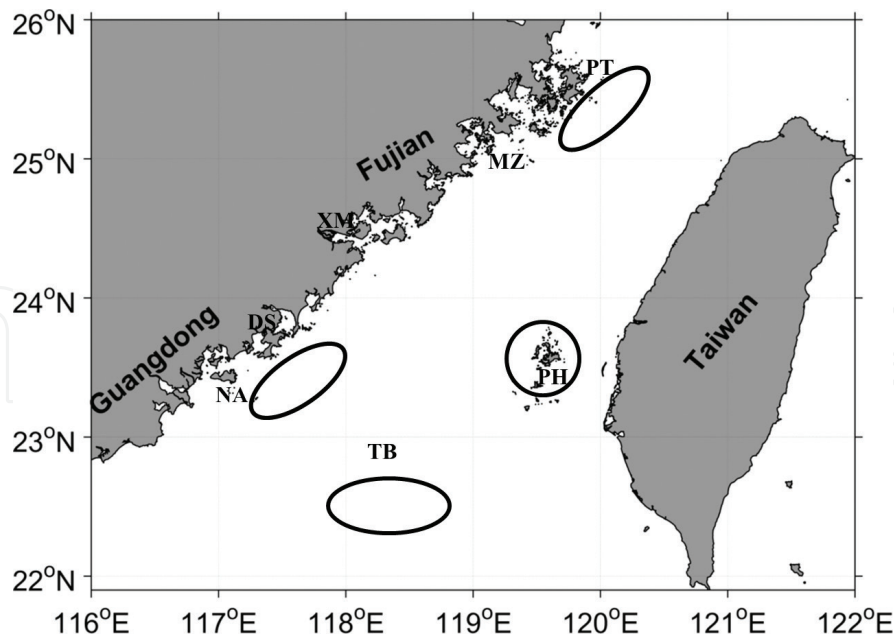 26°N
PT
25°N
Fujian
MZ
XM
24°N
DS
Guangdong
Taiwan
NA
PH
23°N
TB
22°N
116°E 117°E 118°E 119°E 120°E 121°E 122°E